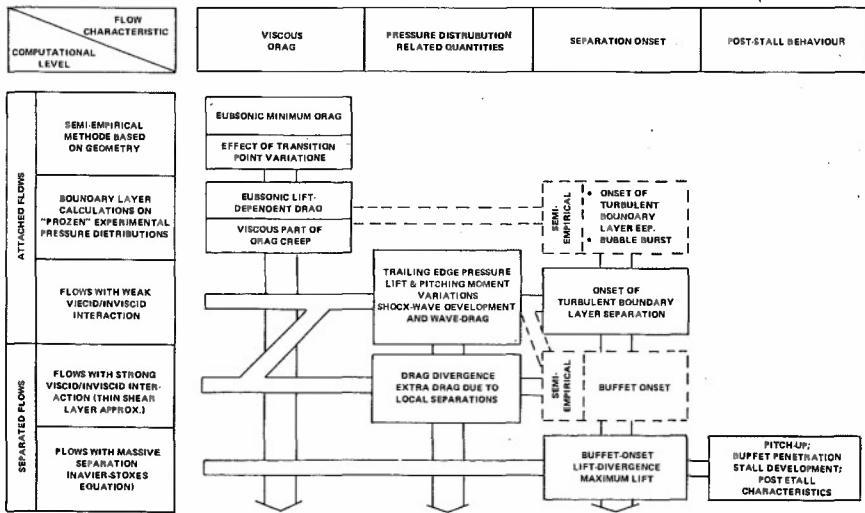 FLOW
CHARACTERISTIC
COMPUTATIONAL
LEVEL
VISCOUS
ORAG
PRESSURE DISTRUBUTION
RELATED QUANTITIES
SEPARATION ONSET
POST-STALL BEHAVIOUR
ATTACHED FLOWS
SEMI-EMPIRICAL
METHODE BASED
ON GEOMETRY
EUBSONIC MINIMUM ORAG
EFFECT OF TRANSITION
POINT VARIATIONE
BOUNDARY LAYER
CALCULATIONS ON
"PROZEN" EXPERIMENTAL
PRESSURE DISTRIBUTIONS
EUBSONIC LIFT-
DEPENDENT DRAG
VISCOUS PART OF
ORAG CREEP
SEMI-
EMPIRICAL
• ONSET OF
TURBULENT
BOUNDARY
LAYER EEP.
• BUBBLE BURST
FLOWS WITH WEAK
VIECID/INVISCID
INTERACTION
TRAILING EDGE PRESSURE
LIFT & PITCHING MOMENT
VARIATIONS
SHOCX-WAVE DEVELOPMENT
AND WAVE-DRAG
ONSET OF
TURBULENT BOUNDARY
LAYER SEPARATION
SEPARATED FLOWS
FLOWS WITH STRONG
VISCID/INVISCID INTER-
ACTION (THIN SHEAR
LAYER APPROX.)
DRAG DIVERGENCE
EXTRA DRAG DUE TO
LOCAL SEPARATIONS
SEMI-
EMPIRICAL
BUFFET ONSET
PLOWS WITH MASSIVE
SEPARATION
INAVIER-STOXES
EQUATION)
BUFFET-ONSET
LIFT-DIVERGENCE
MAXIMUM LIFT
PITCH-UP;
BUFFET PENETRATION
STALL DEVELOPMENT;
POST ETALL
CHARACTERISTICS